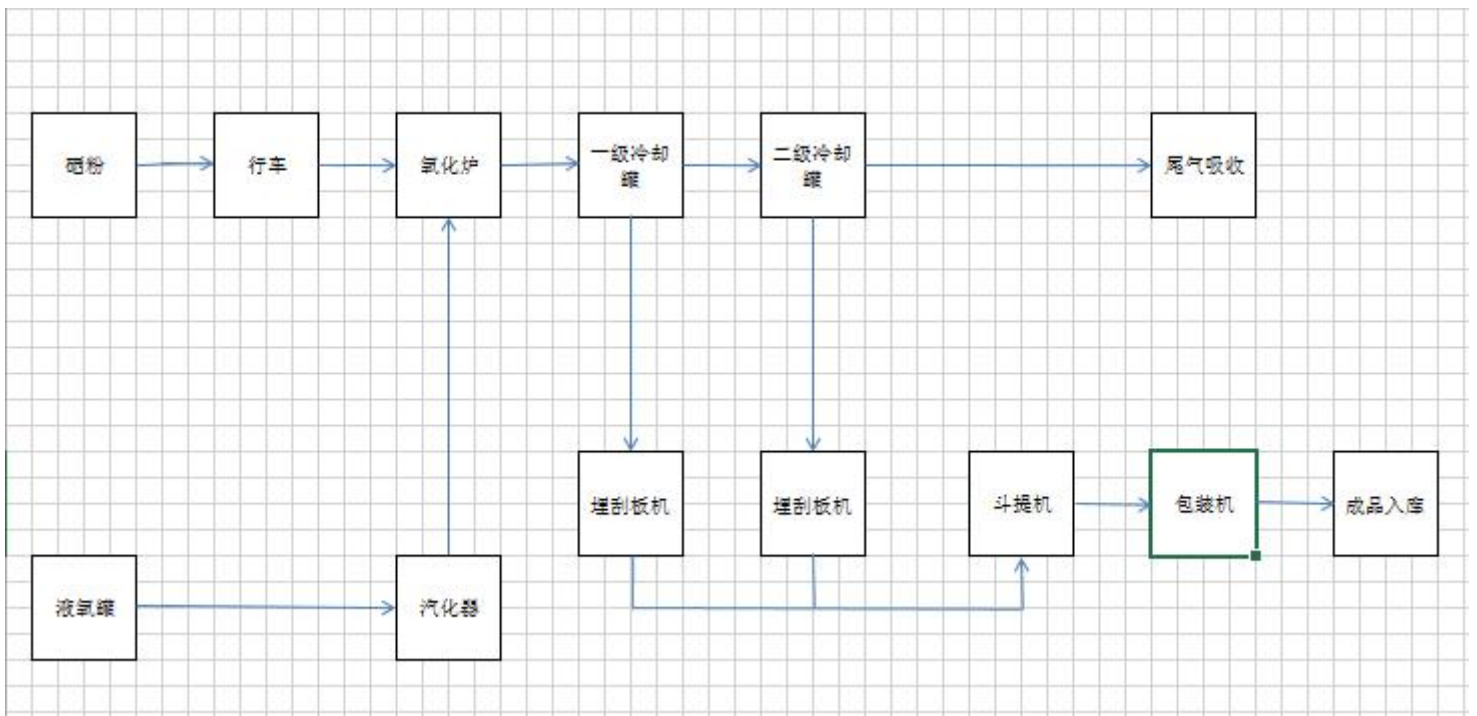 硒粉
行车
氧化炉
一级冷却
罐
二级冷却
罐
尾气吸收
埋刮板机
埋刮板机
斗提机
包装机
成品入库
液氧罐
汽化器